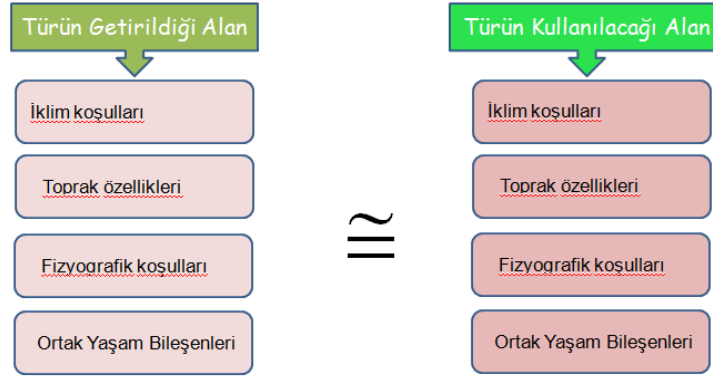 Türün Getirildiği Alan
İklim koşulları
Toprak özellikleri
Fizyografik koşulları
Ortak Yaşam Bileşenleri
≅
Türün Kullanılacağı Alan
İklim koşulları
Toprak özellikleri
Fizyografik koşulları
Ortak Yaşam Bileşenleri